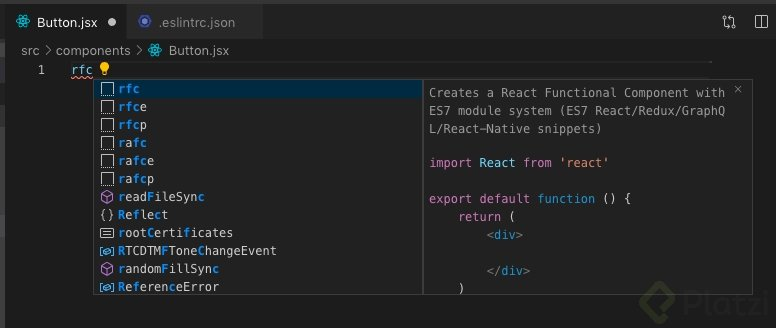 Button.jsx
.eslintrc.json
src > components > Button.jsx
1 rfc
rfc
rfce
rfcp
rafc
rafce
rafcp
readFileSync
{} Reflect
rootCertificates
RTCDTMFToneChangeEvent
randomFillSync
ReferenceError
Creates a React Functional Component with
ES7 module system (ES7 React/Redux/GraphQ
L/React-Native snippets)
import React from 'react'
export default function () {
return (
<div>
</div>
)
Platzi